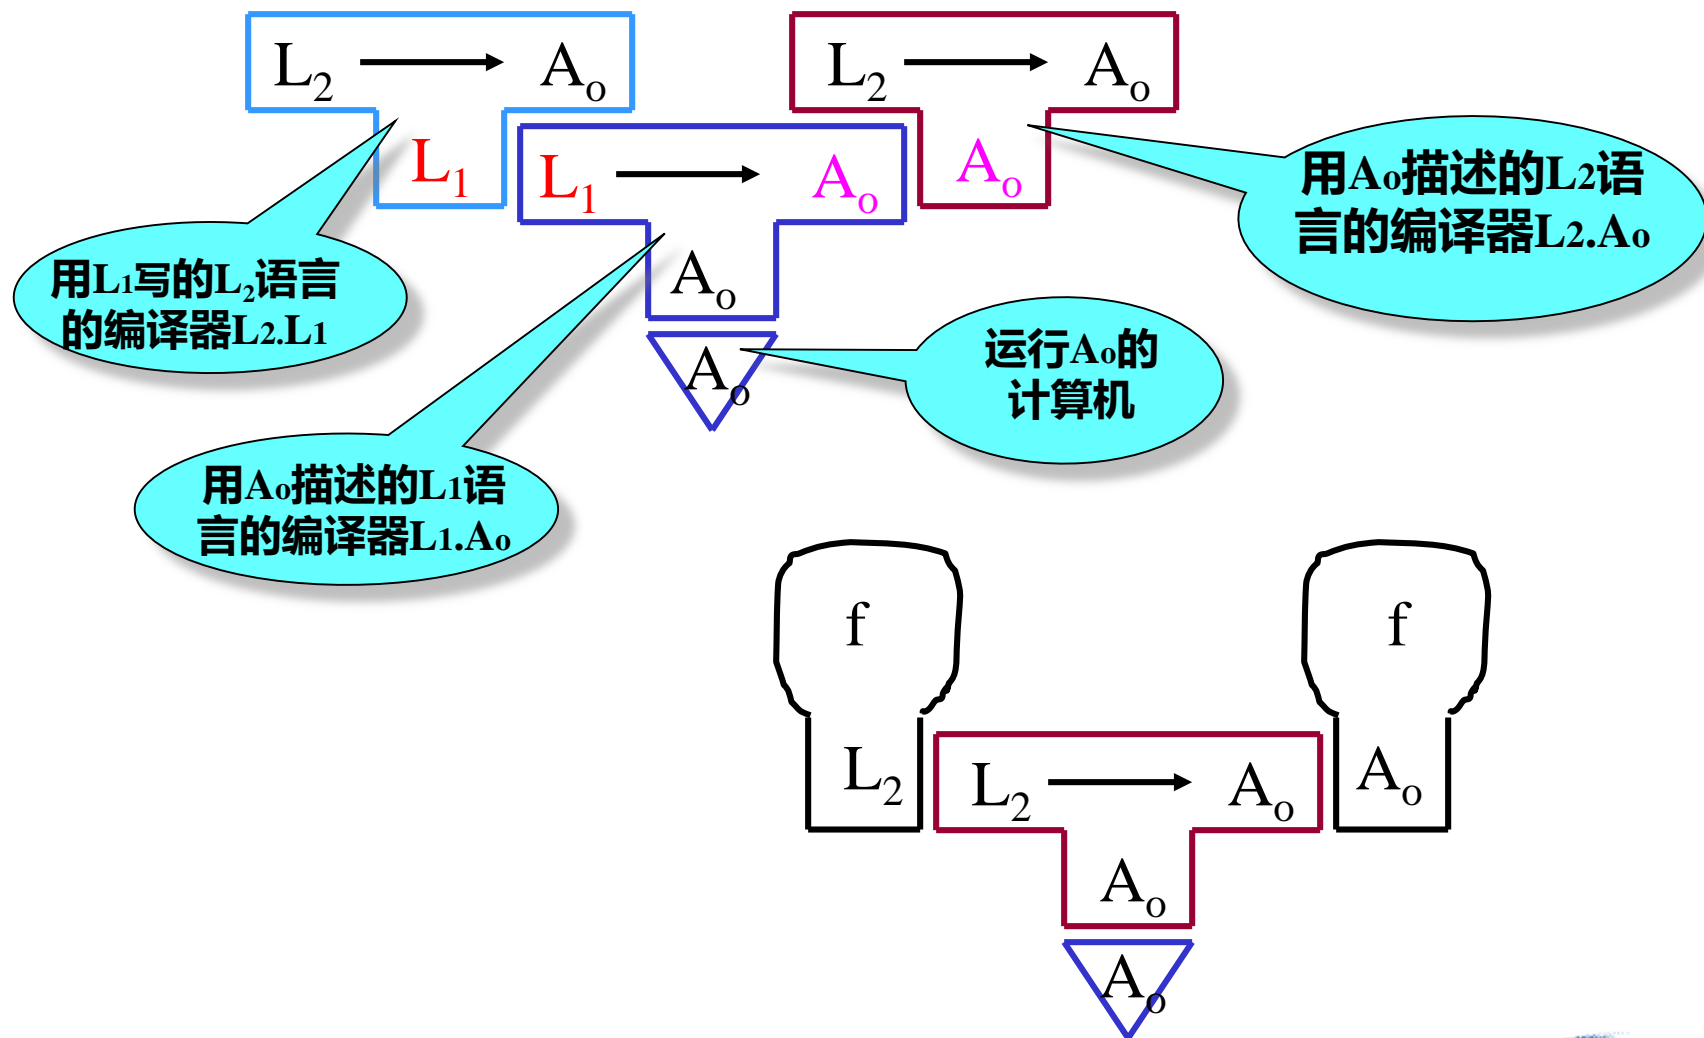 L₂ → Aₒ
L₂ → Aₒ
L₁
L₁ → Aₒ
Aₒ
Aₒ
Aₒ
用L1写的L₂语言
的编译器L2.L1
用Ao描述的L2语
言的编译器L2.Ao
运行Ao的
计算机
用Ao描述的L1语
言的编译器L1.Ao
f
f
L₂
L₂ → Aₒ
Aₒ
Aₒ
Aₒ